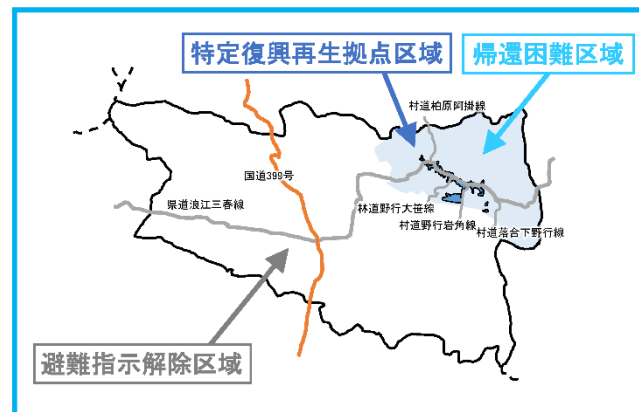 特定復興再生拠点区域
帰還困難区域
村道柏原阿掛線
国道399号
県道浪江三春線
林道野行大笹線
村道野行岩角線
村道落合下野行線
避難指示解除区域